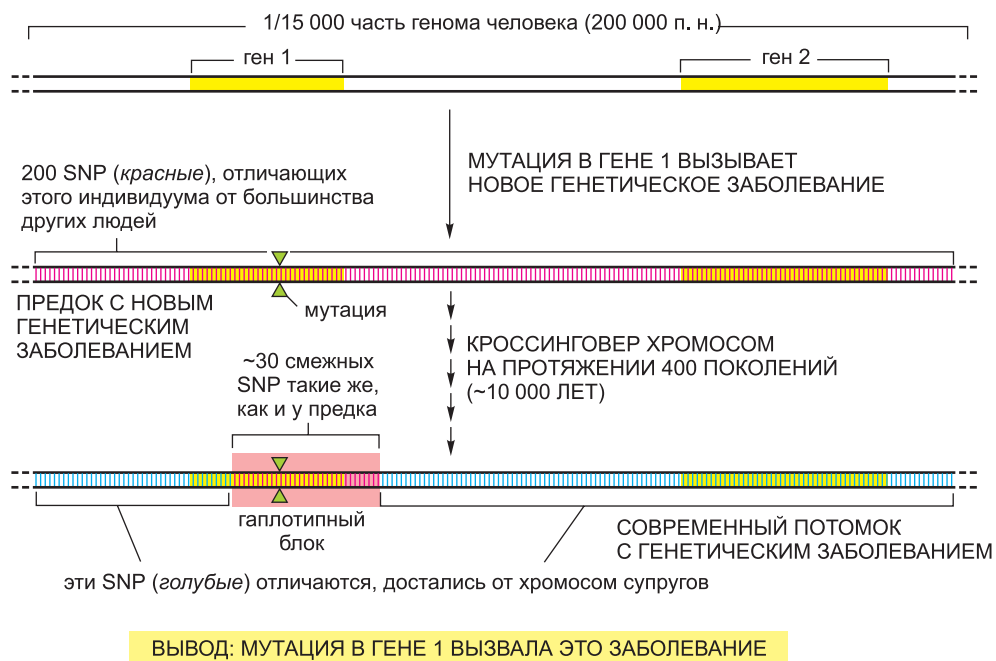 1/15 000 часть генома человека (200 000 п. н.)
ген 1
ген 2
МУТАЦИЯ В ГЕНЕ 1 ВЫЗЫВАЕТ
НОВОЕ ГЕНЕТИЧЕСКОЕ ЗАБОЛЕВАНИЕ
200 SNP (красные), отличающих
этого индивидуума от большинства
других людей
мутация
ПРЕДОК С НОВЫМ
ГЕНЕТИЧЕСКИМ
ЗАБОЛЕВАНИЕМ
КРОССИНГОВЕР ХРОМОСОМ
НА ПРОТЯЖЕНИИ 400 ПОКОЛЕНИЙ
(~10 000 ЛЕТ)
~30 смежных
SNP такие же,
как и у предка
гаплотипный
блок
СОВРЕМЕННЫЙ ПОТОМОК
С ГЕНЕТИЧЕСКИМ ЗАБОЛЕВАНИЕМ
эти SNP (голубые) отличаются, достались от хромосом супругов
ВЫВОД: МУТАЦИЯ В ГЕНЕ 1 ВЫЗВАЛА ЭТО ЗАБОЛЕВАНИЕ